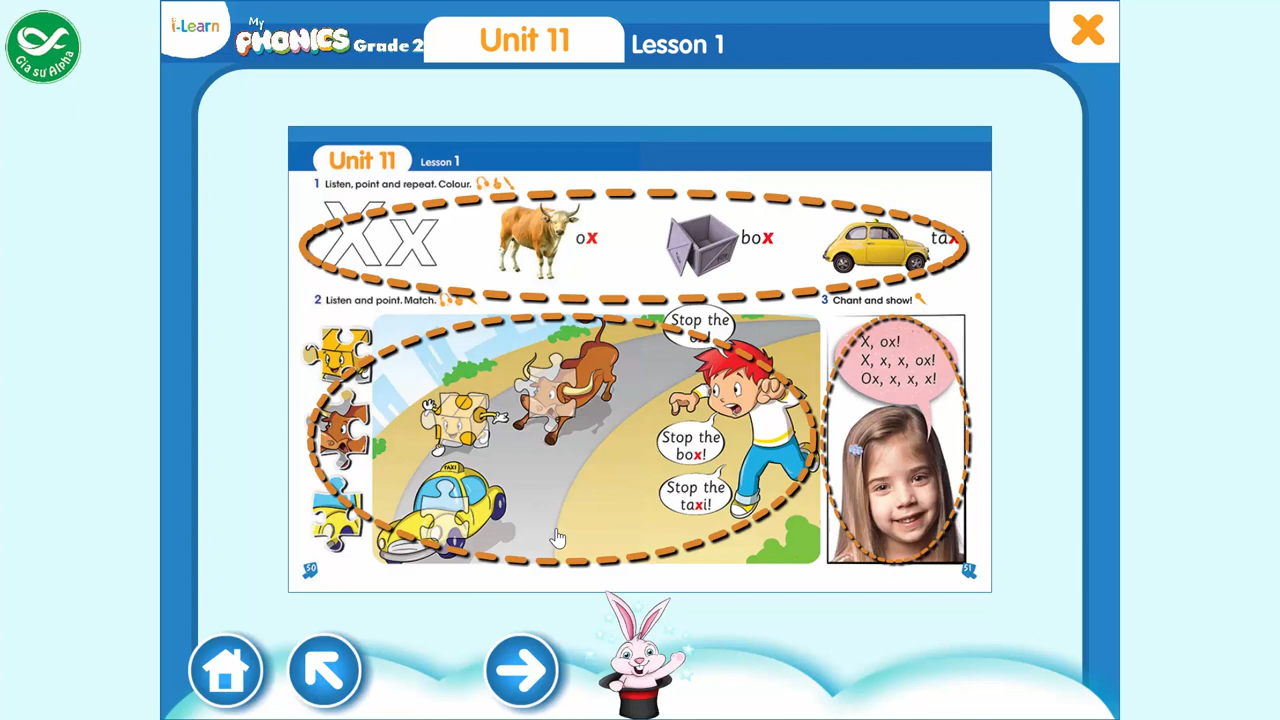 Gia sư Alpha
i-Learn
My
PHONICS Grade 2
Unit 11
Lesson 1
Unit 11
Lesson 1
1 Listen, point and repeat. Colour.
Xx
ox
box
taxi
2 Listen and point. Match.
3 Chant and show!
Stop the
Stop the
box!
Stop the
taxi!
TAXI
X, ox!
X, x, x, ox!
Ox, x, x, x!
50
51